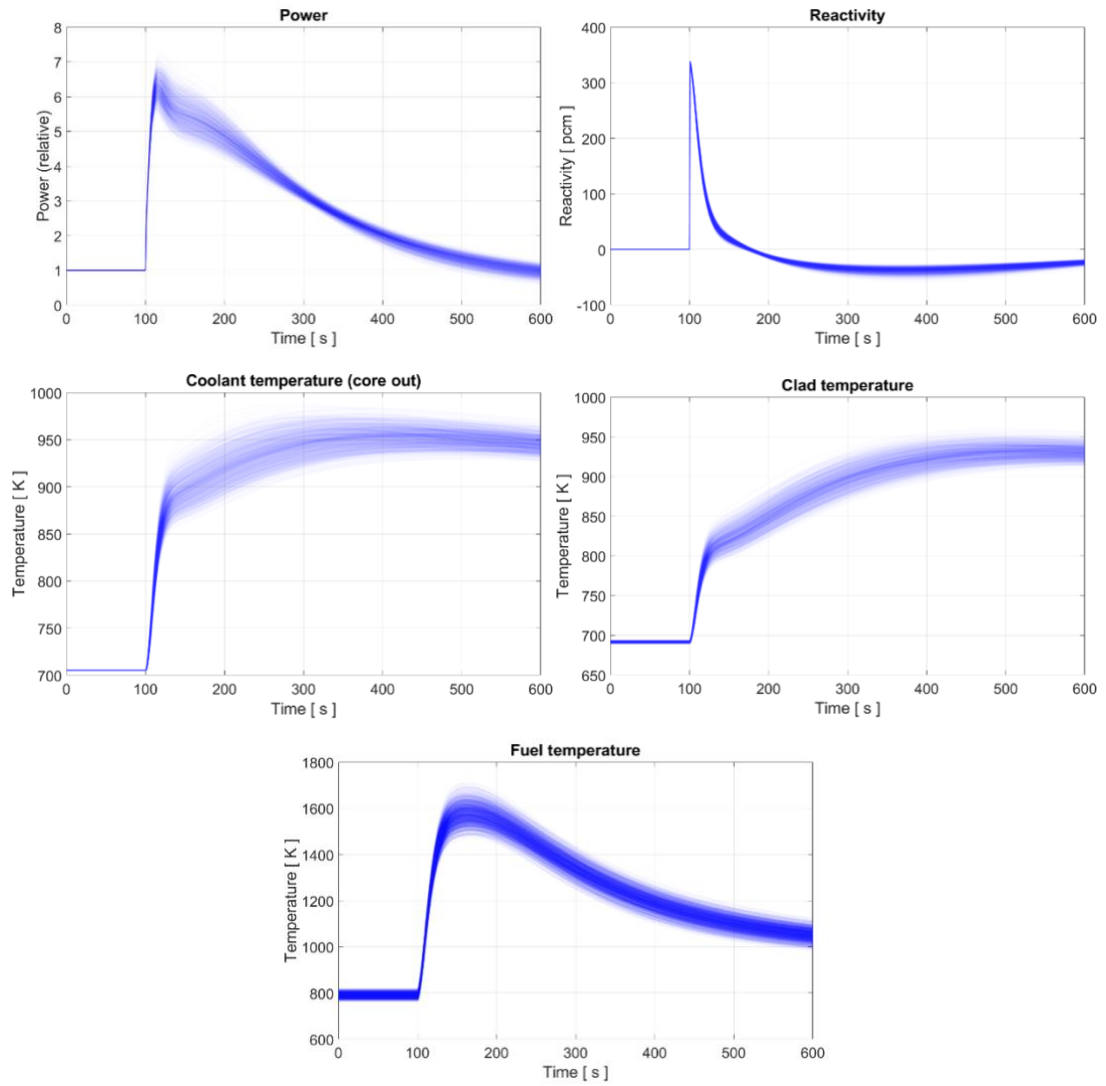 Power
8
7
6
5
4
3
2
1
0
Power (relative)
0 100 200 300 400 500 600
Time [ s ]
Reactivity
400
300
200
100
0
-100
Reactivity [ pcm ]
0 100 200 300 400 500 600
Time [ s ]
Coolant temperature (core out)
1000
950
900
850
800
750
700
Temperature [ K ]
0 100 200 300 400 500 600
Time [ s ]
Clad temperature
1000
950
900
850
800
750
700
650
Temperature [ K ]
0 100 200 300 400 500 600
Time [ s ]
Fuel temperature
1800
1600
1400
1200
1000
800
600
Temperature [ K ]
0 100 200 300 400 500 600
Time [ s ]